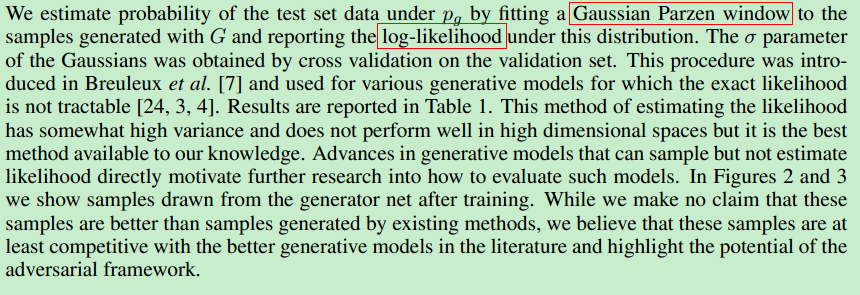 We estimate probability of the test set data under p_g by fitting a Gaussian Parzen window to the
samples generated with G and reporting the log-likelihood under this distribution. The σ parameter
of the Gaussians was obtained by cross validation on the validation set. This procedure was intro-
duced in Breuleux et al. [7] and used for various generative models for which the exact likelihood
is not tractable [24, 3, 4]. Results are reported in Table 1. This method of estimating the likelihood
has somewhat high variance and does not perform well in high dimensional spaces but it is the best
method available to our knowledge. Advances in generative models that can sample but not estimate
likelihood directly motivate further research into how to evaluate such models. In Figures 2 and 3
we show samples drawn from the generator net after training. While we make no claim that these
samples are better than samples generated by existing methods, we believe that these samples are at
least competitive with the better generative models in the literature and highlight the potential of the
adversarial framework.